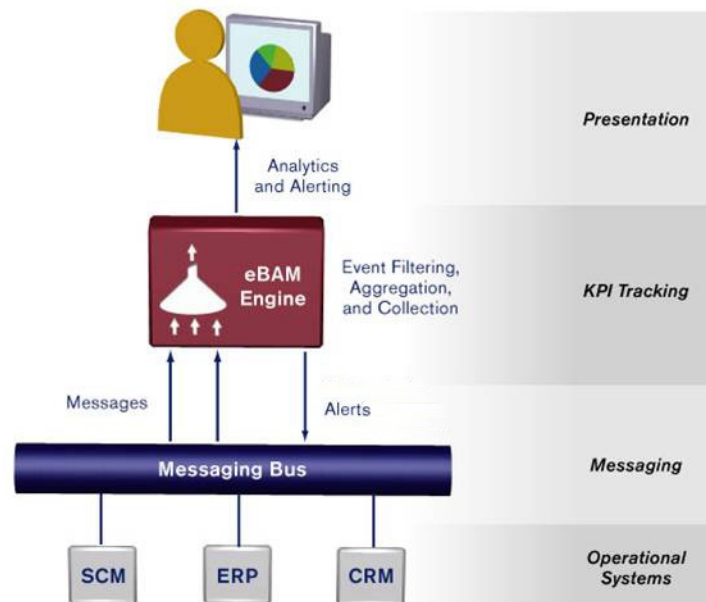 Presentation
Analytics
and Alerting
eBAM
Engine
Event Filtering,
Aggregation,
and Collection
KPI Tracking
Messages
Alerts
Messaging Bus
Messaging
SCM
ERP
CRM
Operational
Systems